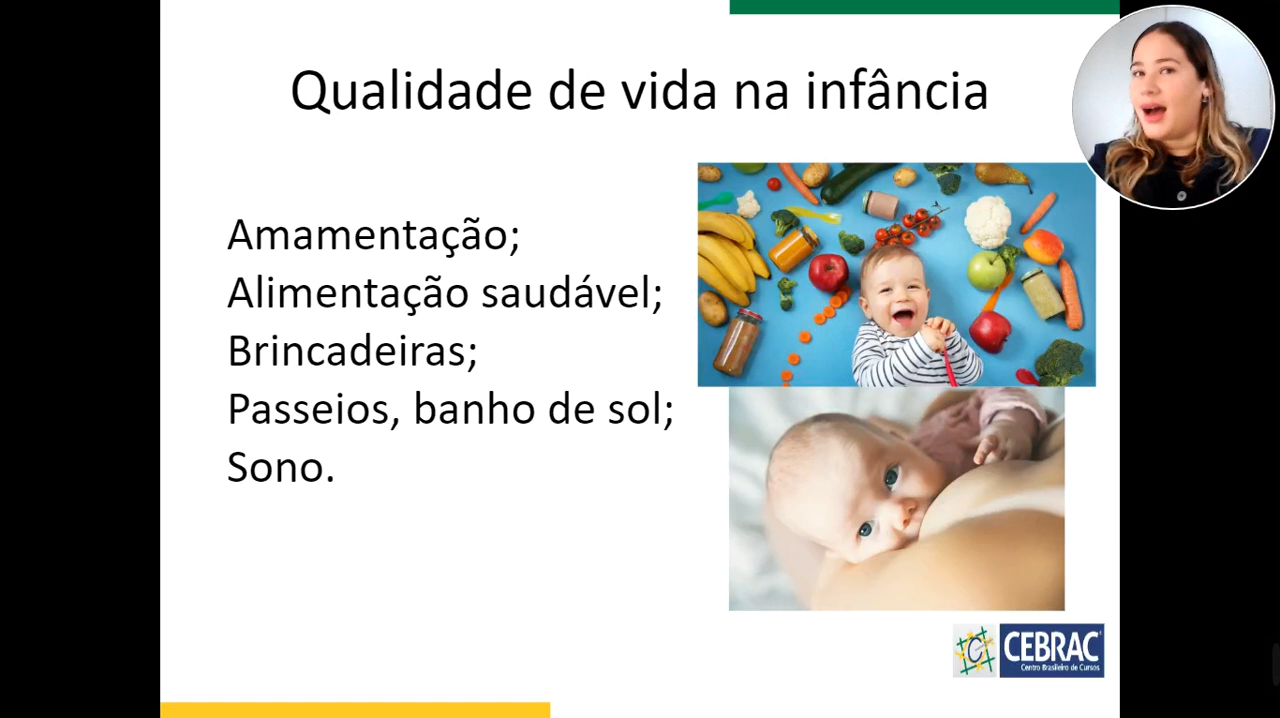 Qualidade de vida na infância
Amamentação;
Alimentação saudável;
Brincadeiras;
Passeios, banho de sol;
Sono.
CEBRAC
Centro Brasileiro de Cursos